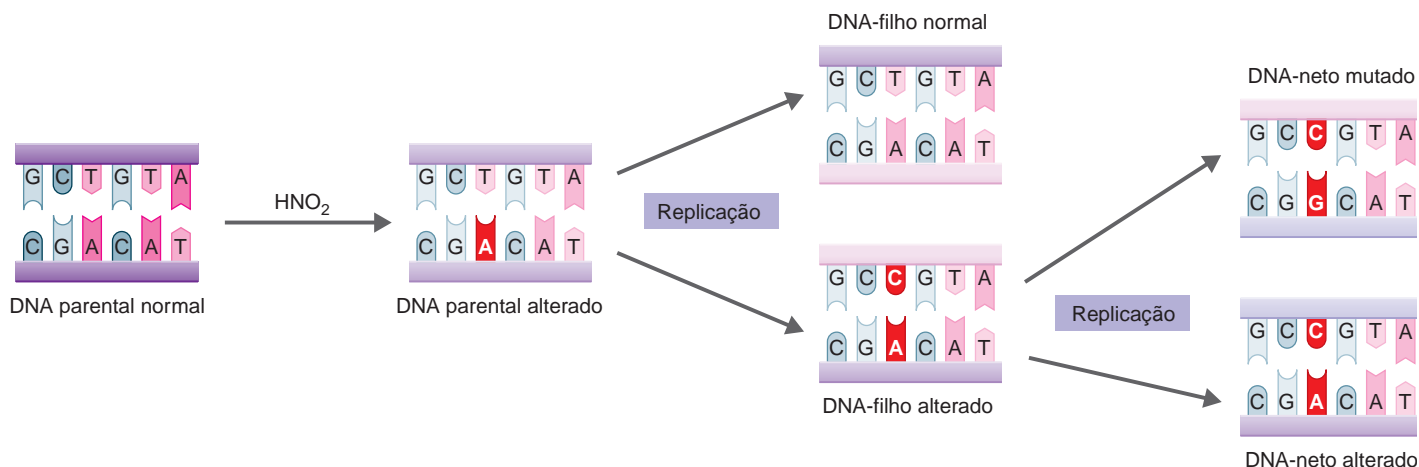 DNA parental normal
G C T G T A
C G A C A T
HNO2
DNA parental alterado
G C T G T A
C G A C A T
Replicação
DNA-filho normal
G C T G T A
C G A C A T
DNA-filho alterado
G C C G T A
C G A C A T
Replicação
DNA-neto mutado
G C C G T A
C G G C A T
DNA-neto alterado
G C C G T A
C G A C A T